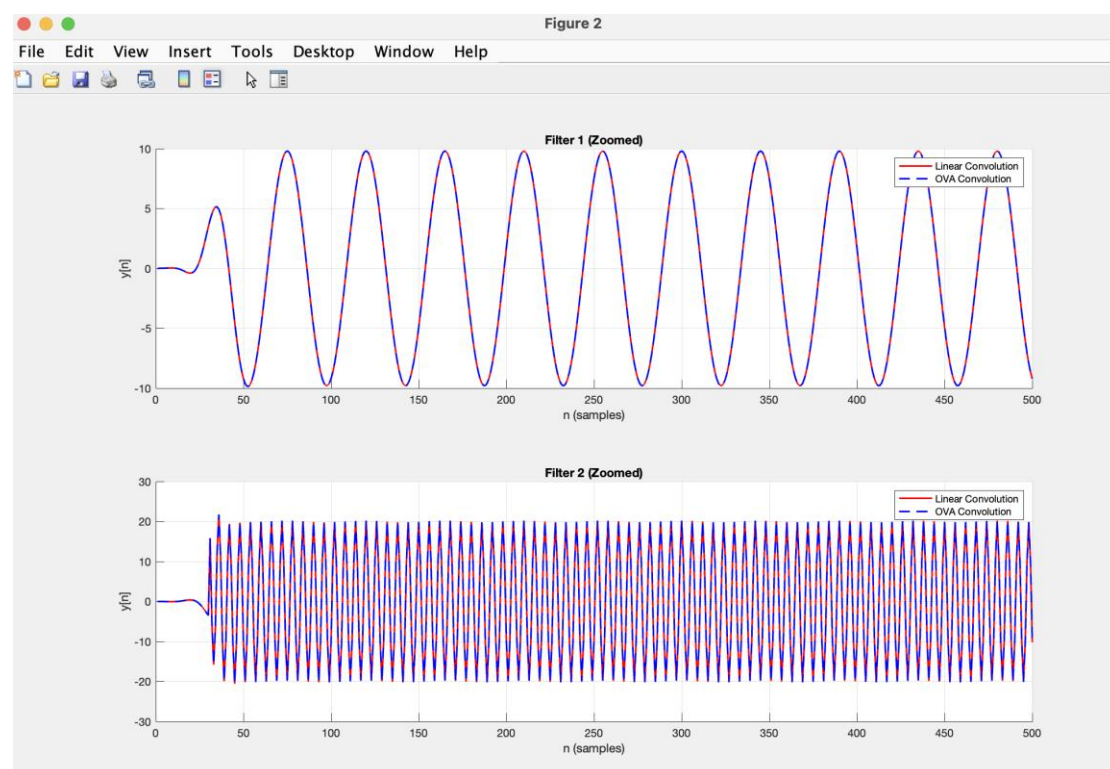 Figure 2
File Edit View Insert Tools Desktop Window Help
Filter 1 (Zoomed)
10
5
0
-5
-10
y[n]
Linear Convolution
OVA Convolution
0 50 100 150 200 250 300 350 400 450 500
n (samples)
Filter 2 (Zoomed)
30
20
10
0
-10
-20
-30
y[n]
Linear Convolution
OVA Convolution
0 50 100 150 200 250 300 350 400 450 500
n (samples)